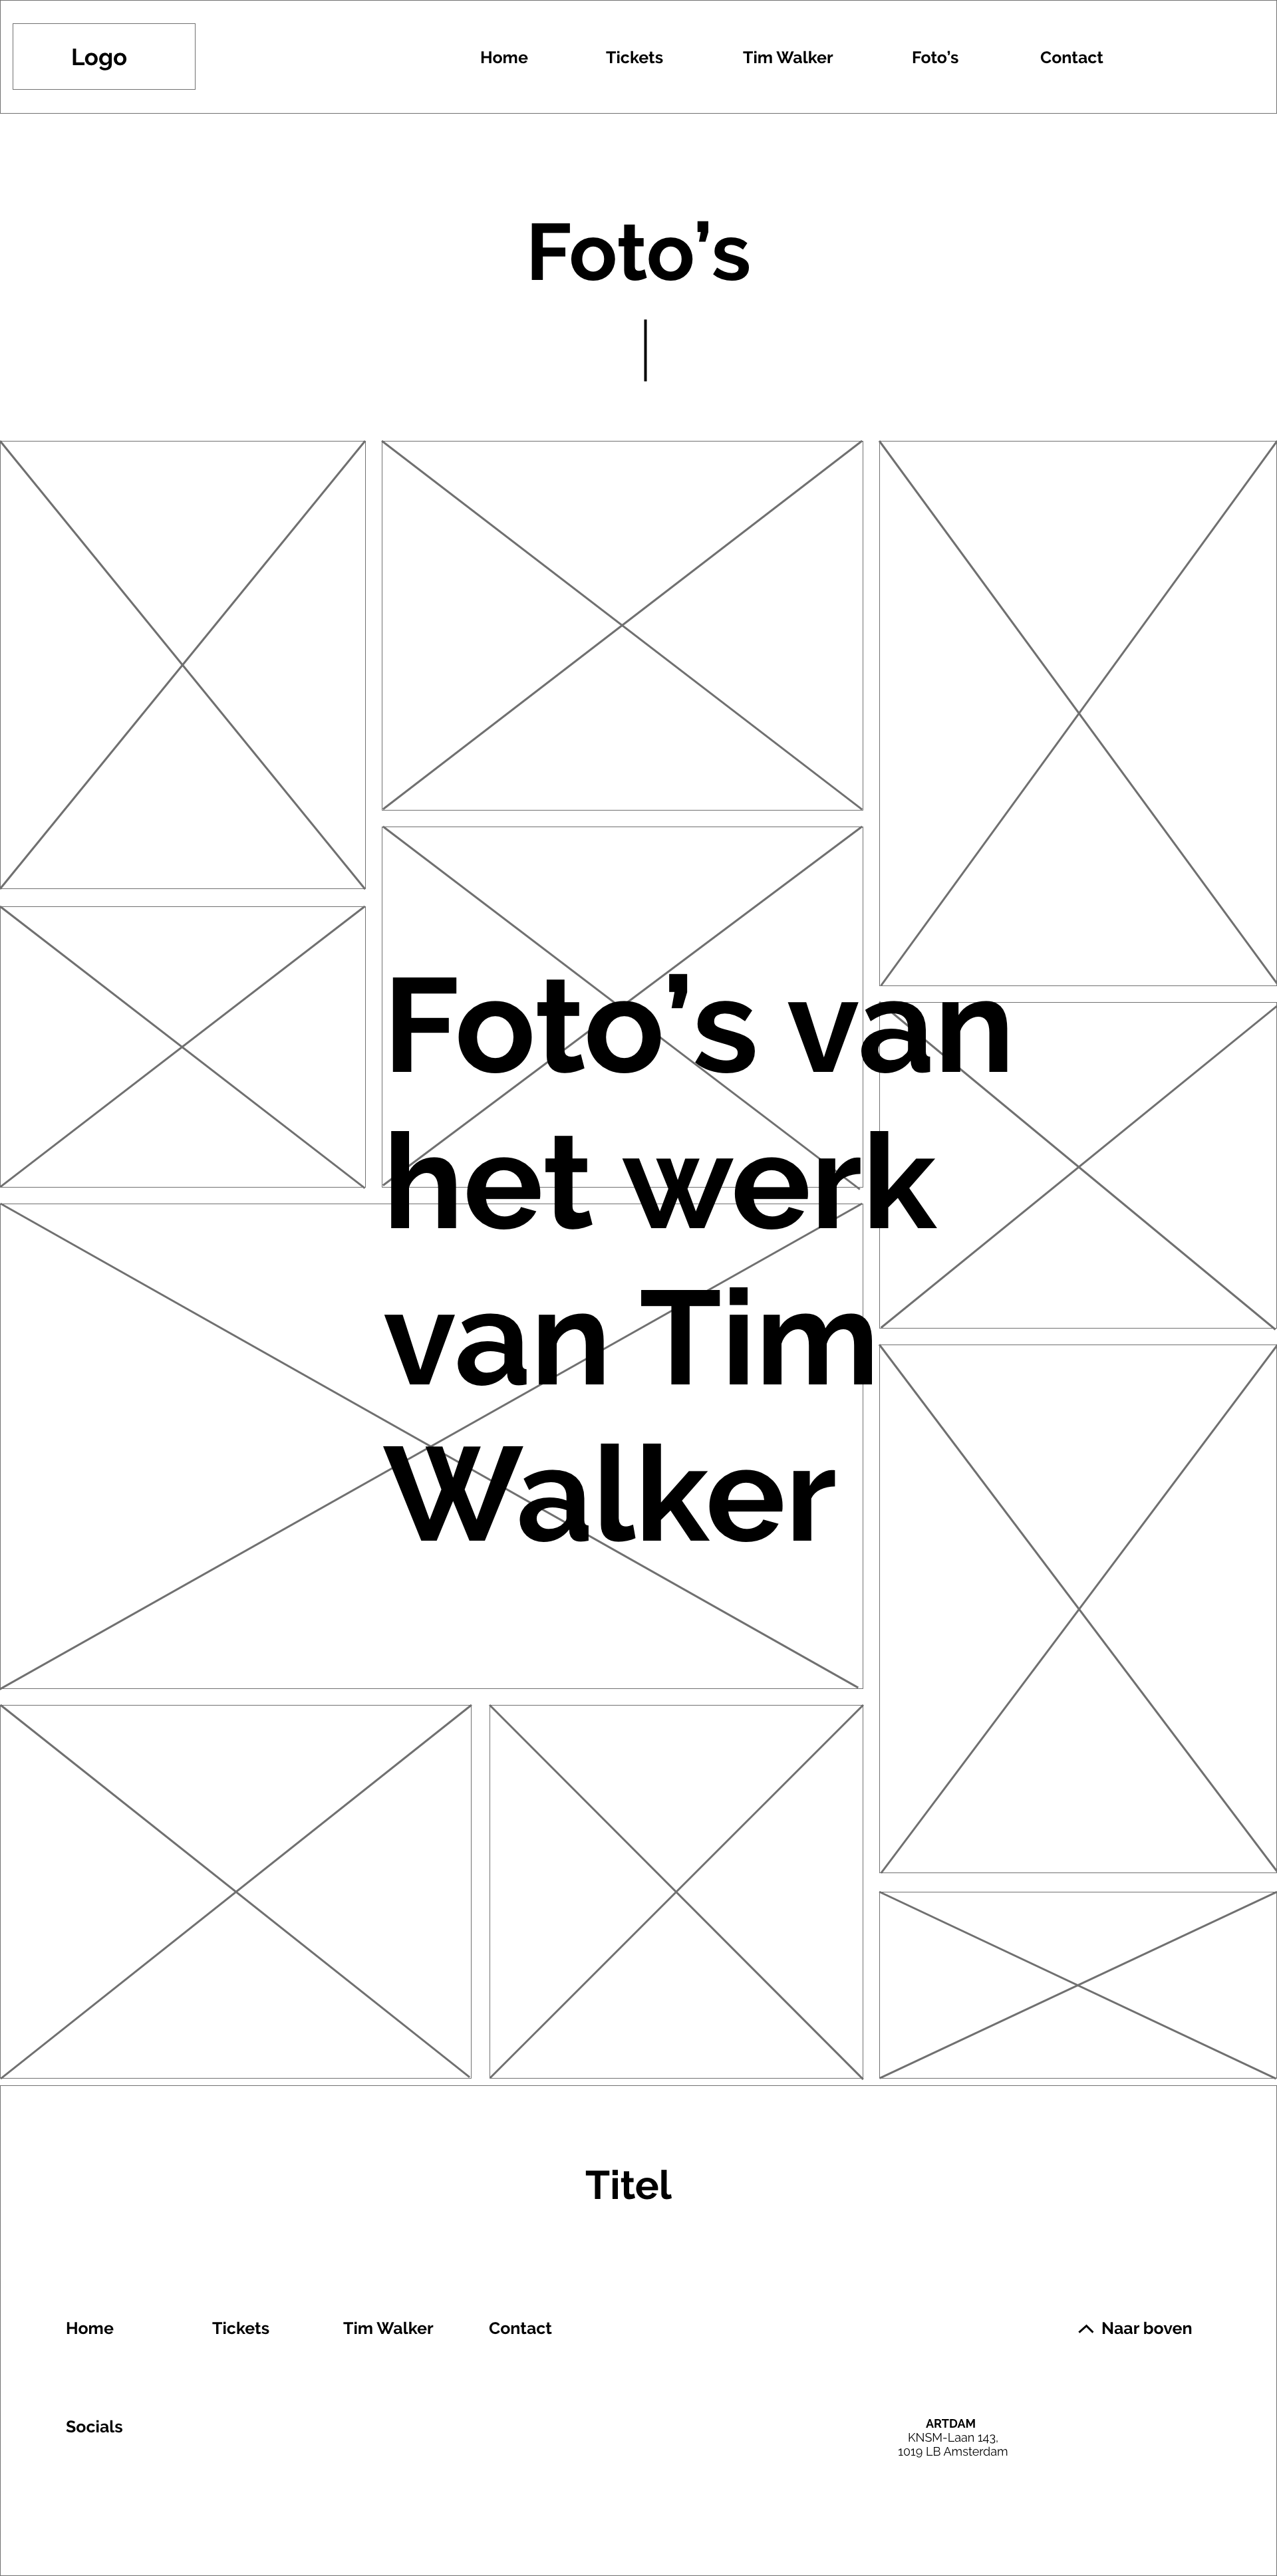 Logo
Home Tickets Tim Walker Foto’s Contact
Foto’s
Foto’s van
het werk
van Tim
Walker
Titel
Home Tickets Tim Walker Contact Naar boven
Socials
ARTDAM
KNSM-Laan 143,
1019 LB Amsterdam